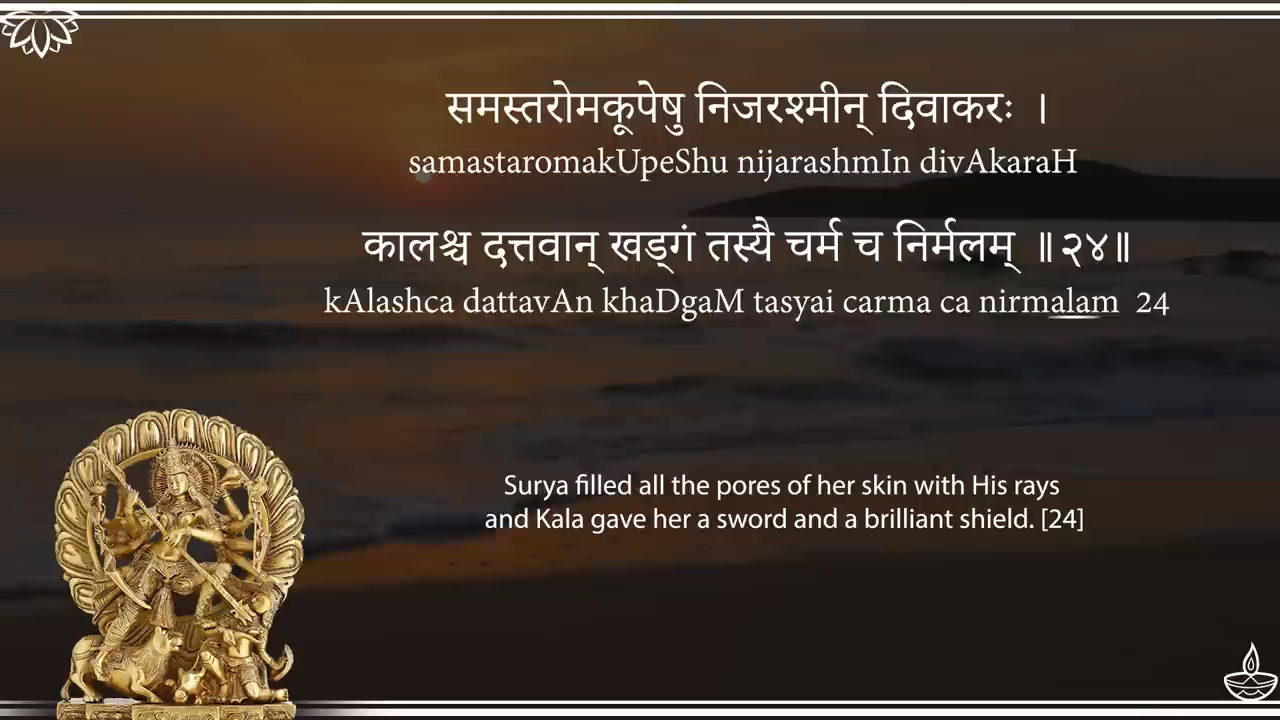 समस्तरोमकूपेषु निजरश्मीन् दिवाकरः ।
samastaromakUpeShu nijarashmIn divAkaraH
कालश्च दत्तवान् खड्गं तस्यै चर्म च निर्मलम् ॥२४॥
kAlashca dattavAn khaDgaM tasyai carma ca nirmalam 24
Surya filled all the pores of her skin with His rays
and Kala gave her a sword and a brilliant shield. [24]